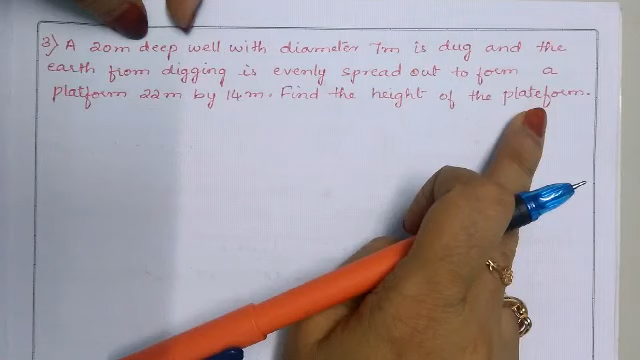 3) A 20m deep well with diameter 7m is dug and the
earth from digging is evenly spread out to form a
platform 22m by 14m. Find the height of the plateform.